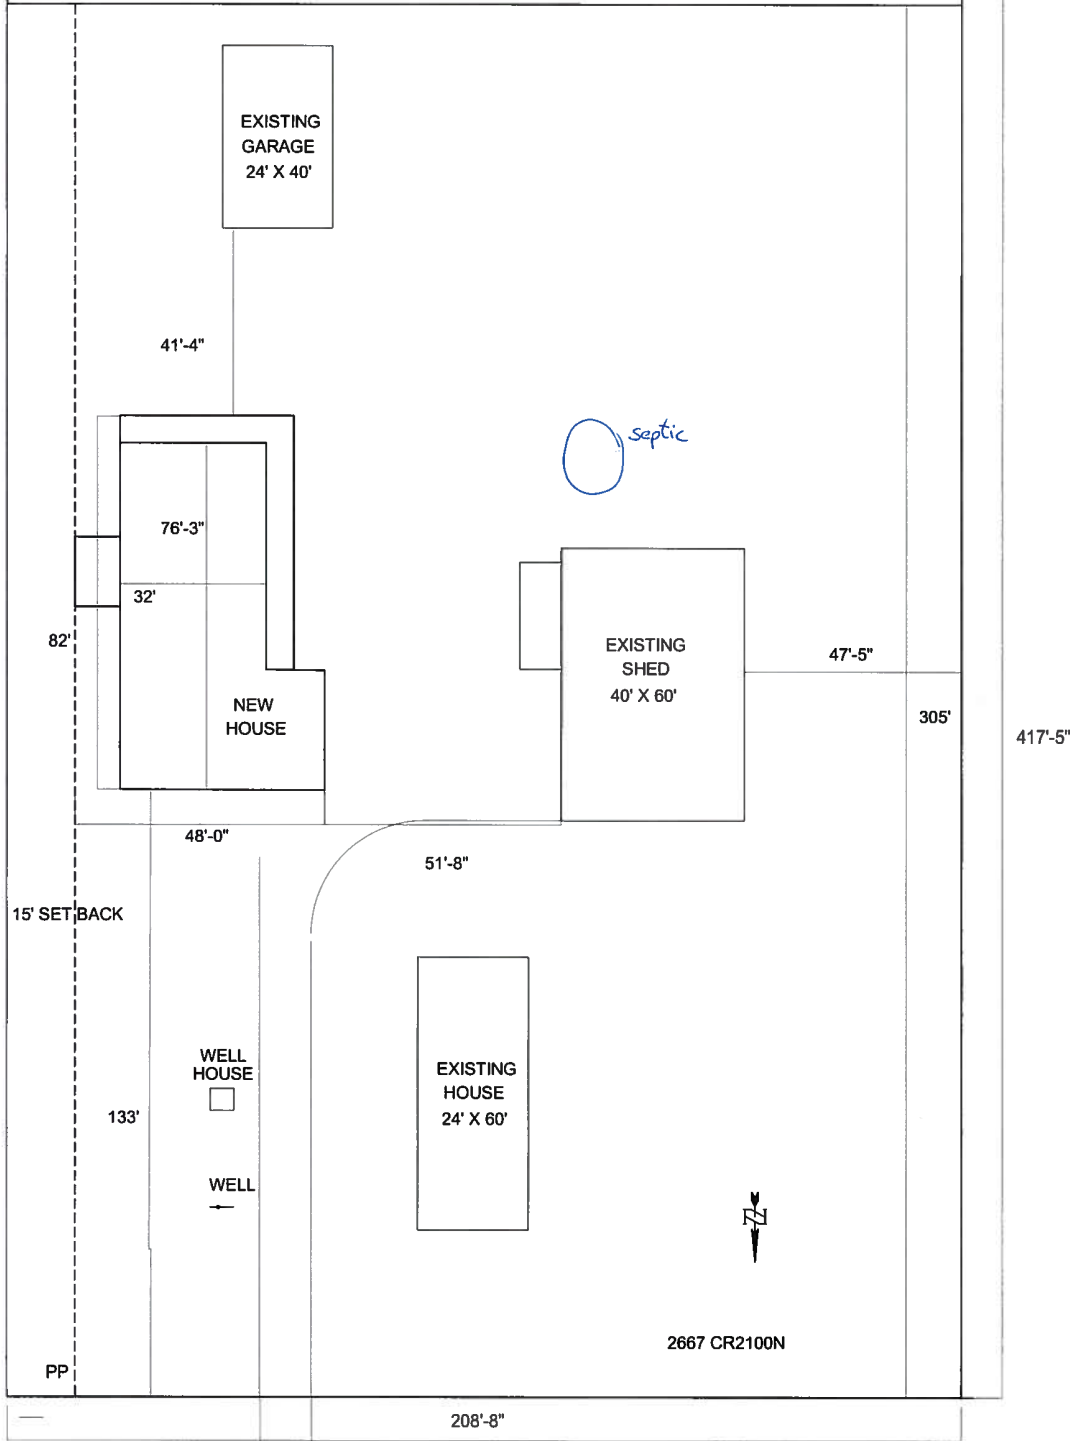 EXISTING
GARAGE
24' X 40'
41'-4"
septic
76'-3"
32'
82'
EXISTING
SHED
40' X 60'
47'-5"
305'
417'-5"
NEW
HOUSE
48'-0"
51'-8"
15' SET BACK
WELL
HOUSE
EXISTING
HOUSE
24' X 60'
133'
WELL
N
2667 CR2100N
PP
208'-8"